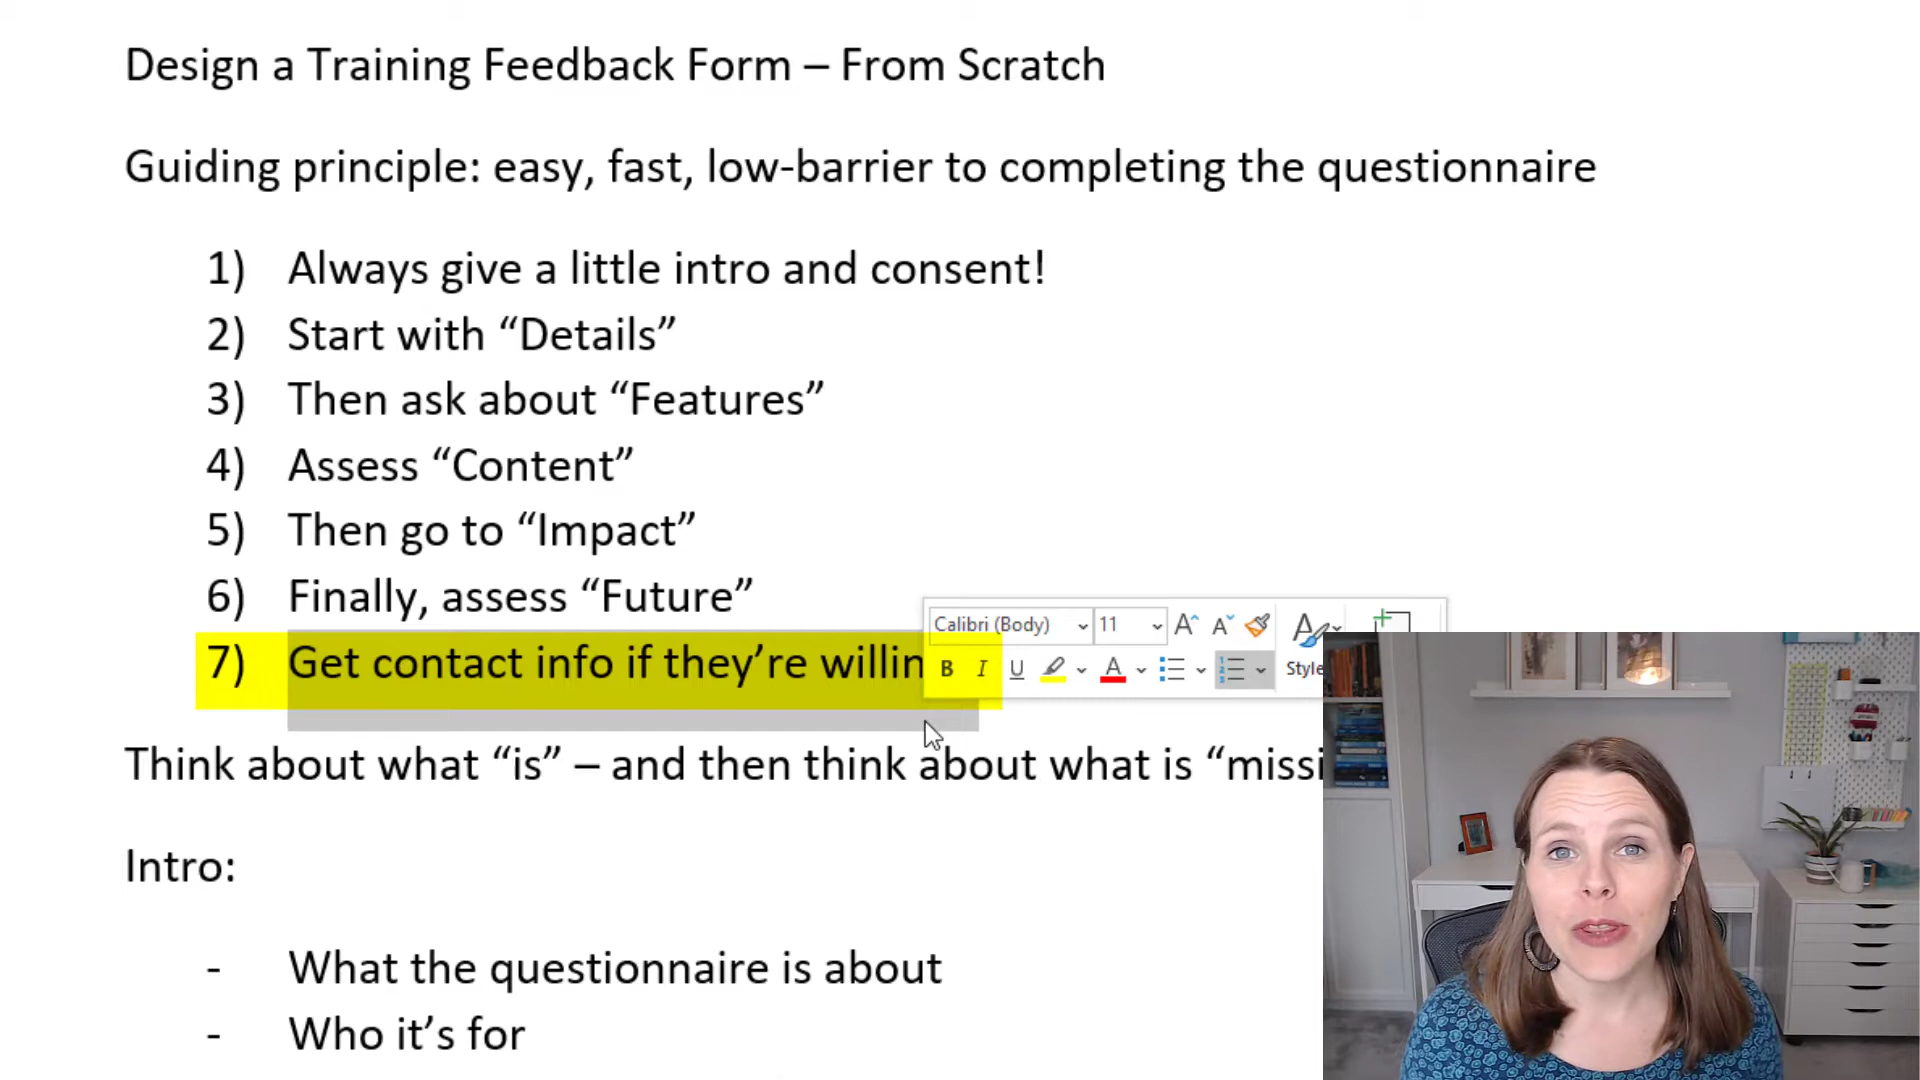 Design a Training Feedback Form – From Scratch
Guiding principle: easy, fast, low-barrier to completing the questionnaire
1) Always give a little intro and consent!
2) Start with “Details”
3) Then ask about “Features”
4) Assess “Content”
5) Then go to “Impact”
6) Finally, assess “Future”
Calibri (Body) 11
7) Get contact info if they’re willin
B I U A Style
Think about what “is” – and then think about what is “missi
Intro:
- What the questionnaire is about
- Who it’s for